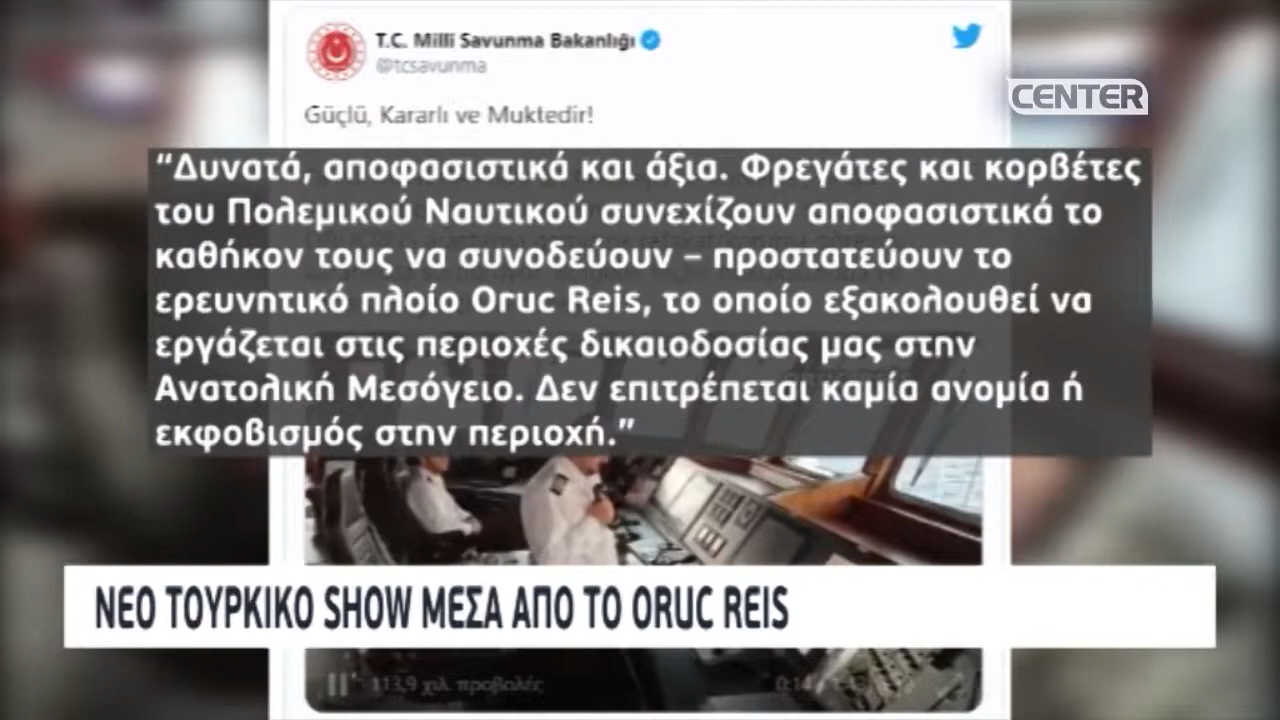 T.C. Millî Savunma Bakanlığı
@tcsavunma
CENTER
Güçlü, Kararlı ve Muktedir!
“Δυνατά, αποφασιστικά και άξια. Φρεγάτες και κορβέτες
του Πολεμικού Ναυτικού συνεχίζουν αποφασιστικά το
καθήκον τους να συνοδεύουν – προστατεύουν το
ερευνητικό πλοίο Oruc Reis, το οποίο εξακολουθεί να
εργάζεται στις περιοχές δικαιοδοσίας μας στην
Ανατολική Μεσόγειο. Δεν επιτρέπεται καμία ανομία ή
εκφοβισμός στην περιοχή.”
ΝΕΟ ΤΟΥΡΚΙΚΟ SHOW ΜΕΣΑ ΑΠΟ ΤΟ ORUC REIS
113,9 χιλ. προβολές